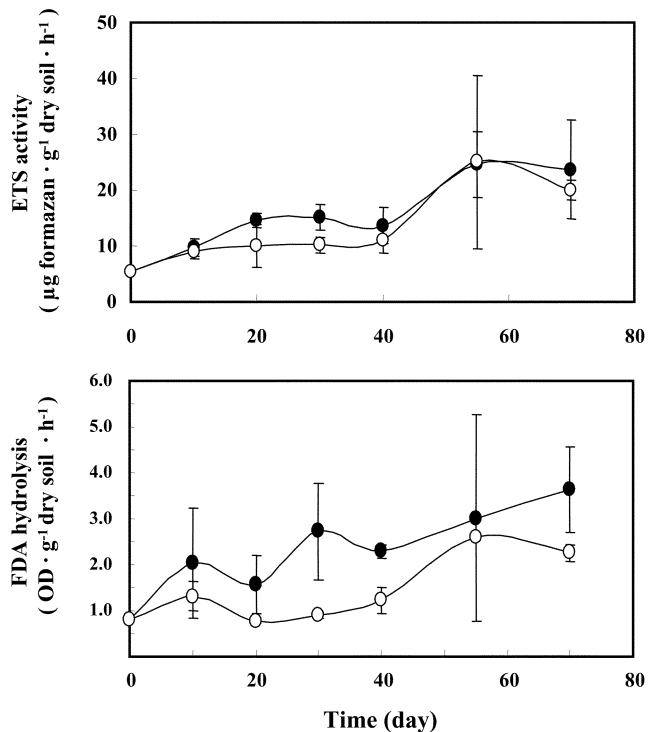 ETS activity
( µg formazan · g-1 dry soil · h-1 )
50
40
30
20
10
0
0 20 40 60 80
FDA hydrolysis
( OD · g-1 dry soil · h-1 )
6.0
5.0
4.0
3.0
2.0
1.0
0 20 40 60 80
Time (day)